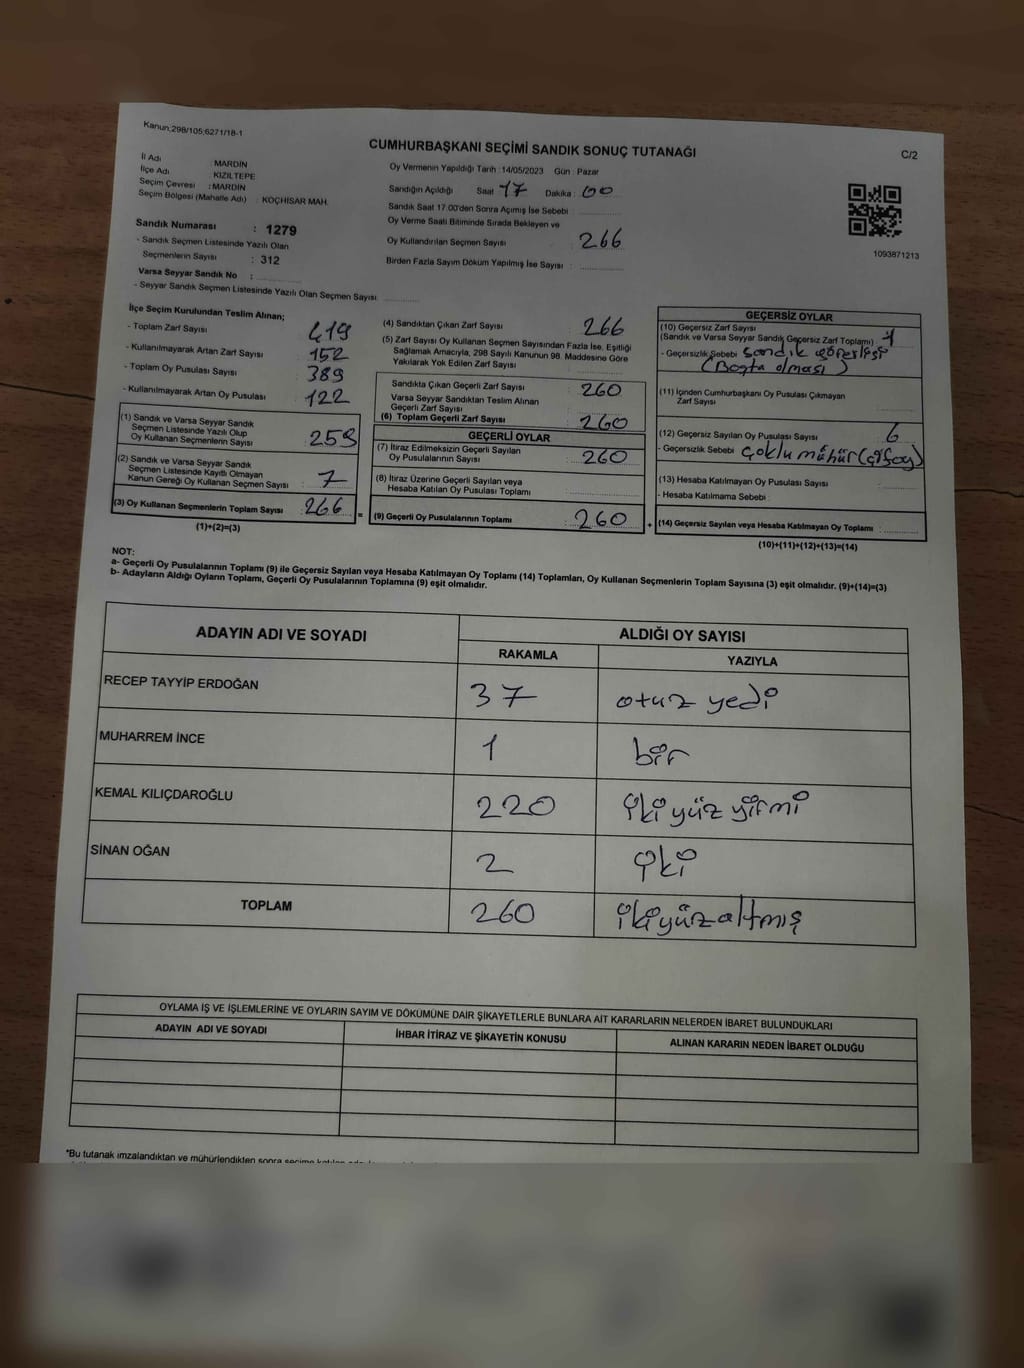 Kanun;298/105;6271/18-1
CUMHURBAŞKANI SEÇİMİ SANDIK SONUÇ TUTANAĞI
C/2
İl Adı : MARDİN
İlçe Adı : KIZILTEPE
Seçim Çevresi : MARDİN
Seçim Bölgesi (Mahalle Adı) : KOÇHİSAR MAH.
Sandık Numarası : 1279
- Sandık Seçmen Listesinde Yazılı Olan
Seçmenlerin Sayısı : 312
Varsa Seyyar Sandık No :
- Seyyar Sandık Seçmen Listesinde Yazılı Olan Seçmen Sayısı
Oy Vermenin Yapıldığı Tarih :14/05/2023 Gün : Pazar
Sandığın Açıldığı Saat 17 Dakika : 00
Sandık Saat 17:00'den Sonra Açımış İse Sebebi
Oy Verme Saati Bitiminde Sırada Bekleyen ve
Oy Kullandırılan Seçmen Sayısı 266
Birden Fazla Sayım Döküm Yapılmış İse Sayısı :
1093871213
İlçe Seçim Kurulundan Teslim Alınan;
- Toplam Zarf Sayısı 419
- Kullanılmayarak Artan Zarf Sayısı 152
- Toplam Oy Pusulası Sayısı 389
- Kullanılmayarak Artan Oy Pusulası 122
(1) Sandık ve Varsa Seyyar Sandık
Seçmen Listesinde Yazılı Olup
Oy Kullanan Seçmenlerin Sayısı : 259
(2) Sandık ve Varsa Seyyar Sandık
Seçmen Listesinde Kayıtlı Olmayan
Kanun Gereği Oy Kullanan Seçmen Sayısı : 7
(3) Oy Kullanan Seçmenlerin Toplam Sayısı : 266 =
(1)+(2)=(3)
(4) Sandıktan Çıkan Zarf Sayısı : 266
(5) Zarf Sayısı Oy Kullanan Seçmen Sayısından Fazla İse, Eşitliği
Sağlamak Amacıyla, 298 Sayılı Kanunun 98. Maddesine Göre
Yakılarak Yok Edilen Zarf Sayısı
Sandıkta Çıkan Geçerli Zarf Sayısı : 260
Varsa Seyyar Sandıktan Teslim Alınan
Geçerli Zarf Sayısı
(6) Toplam Geçerli Zarf Sayısı : 260
GEÇERLİ OYLAR
(7) İtiraz Edilmeksizin Geçerli Sayılan
Oy Pusulalarının Sayısı : 260
(8) İtiraz Üzerine Geçerli Sayılan veya
Hesaba Katılan Oy Pusulası Toplamı
(9) Geçerli Oy Pusulalarının Toplamı : 260 +
GEÇERSİZ OYLAR
(10) Geçersiz Zarf Sayısı
(Sandık ve Varsa Seyyar Sandık Geçersiz Zarf Toplamı) 1
- Geçersizlik Sebebi sandık
olması)
(11) İçinden Cumhurbaşkanı Oy Pusulası Çıkmayan
Zarf Sayısı
(12) Geçersiz Sayılan Oy Pusulası Sayısı : 6
- Geçersizlik Sebebi çoklu mühür
(13) Hesaba Katılmayan Oy Pusulası Sayısı
- Hesaba Katılmama Sebebi
(14) Geçersiz Sayılan veya Hesaba Katılmayan Oy Toplamı :
(10)+(11)+(12)+(13)=(14)
NOT:
a- Geçerli Oy Pusulalarının Toplamı (9) ile Geçersiz Sayılan veya Hesaba Katılmayan Oy Toplamı (14) Toplamları, Oy Kullanan Seçmenlerin Toplam Sayısına (3) eşit olmalıdır. (9)+(14)=(3)
b- Adayların Aldığı Oyların Toplamı, Geçerli Oy Pusulalarının Toplamına (9) eşit olmalıdır.
ADAYIN ADI VE SOYADI ALDIĞI OY SAYISI
RAKAMLA YAZIYLA
RECEP TAYYİP ERDOĞAN 37 otuz yedi
MUHARREM İNCE 1 bir
KEMAL KILIÇDAROĞLU 220 iki yüz yirmi
SİNAN OĞAN 2 iki
TOPLAM 260 ikiyüzaltmış
OYLAMA İŞ VE İŞLEMLERİNE VE OYLARIN SAYIM VE DÖKÜMÜNE DAİR ŞİKAYETLERLE BUNLARA AİT KARARLARIN NELERDEN İBARET BULUNDUKLARI
ADAYIN ADI VE SOYADI İHBAR İTİRAZ VE ŞİKAYETİN KONUSU ALINAN KARARIN NEDEN İBARET OLDUĞU
*Bu tutanak imzalandıktan ve mühürlendikten sonra seçime